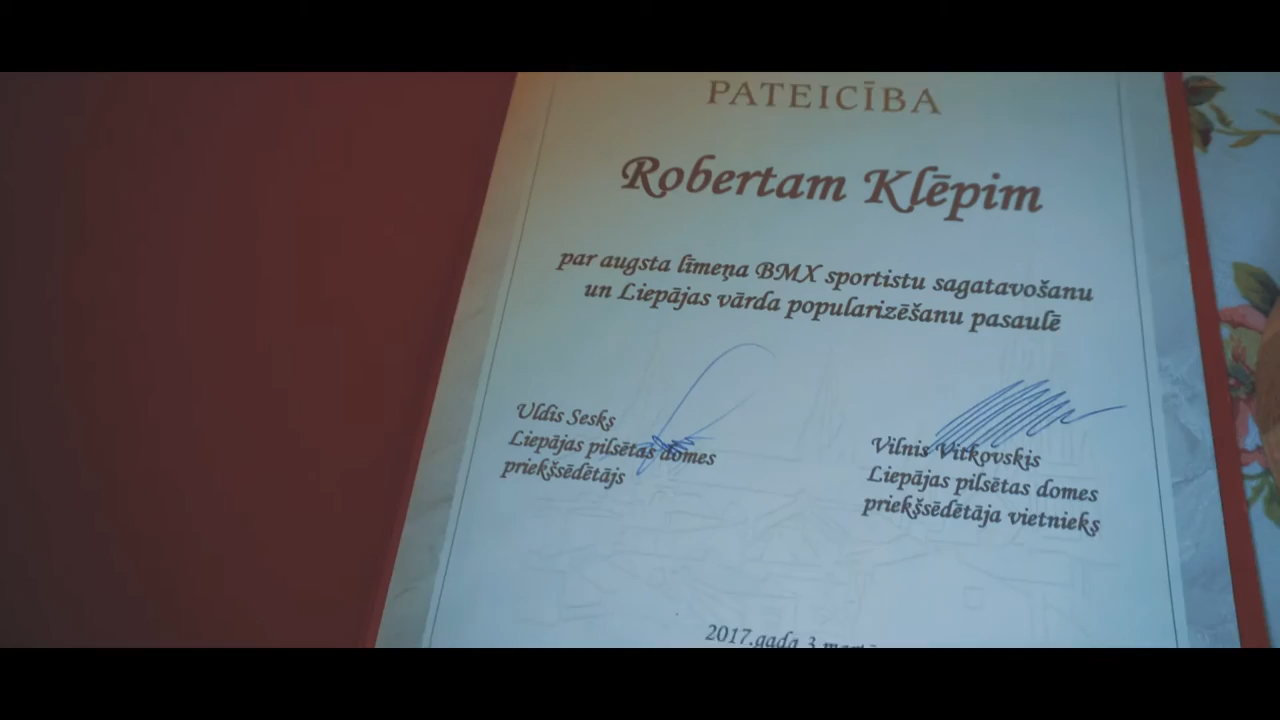 PATEICĪBA
Robertam Klēpim
par augsta līmeņa BMX sportistu sagatavošanu
un Liepājas vārda popularizēšanu pasaulē
Uldis Sesks
Liepājas pilsētas domes
priekšsēdētājs
Vilnis Vitkovskis
Liepājas pilsētas domes
priekšsēdētāja vietnieks
2017.gada 3.martā